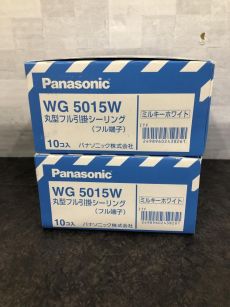 Panasonic
WG 5015W
丸型フル引掛シーリング
(フル端子)
10コ入
パナソニック株式会社
ミルキーホワイト
Panasonic
WG 5015W
丸型フル引掛シーリング
(フル端子)
10コ入
パナソニック株式会社
ミルキーホワイト